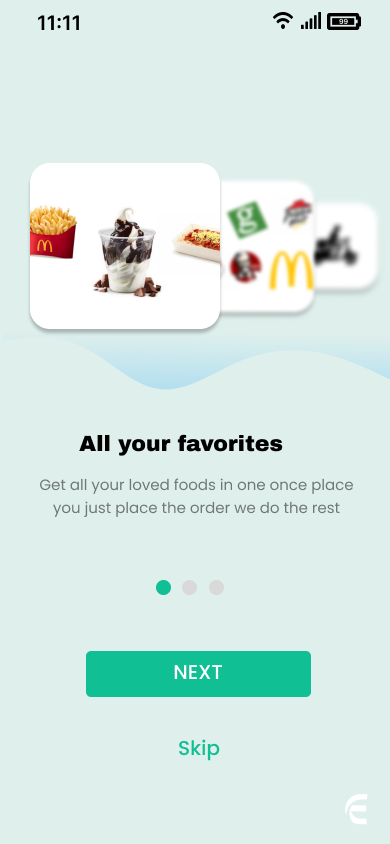 11:11
99
All your favorites
Get all your loved foods in one once place
you just place the order we do the rest
NEXT
Skip